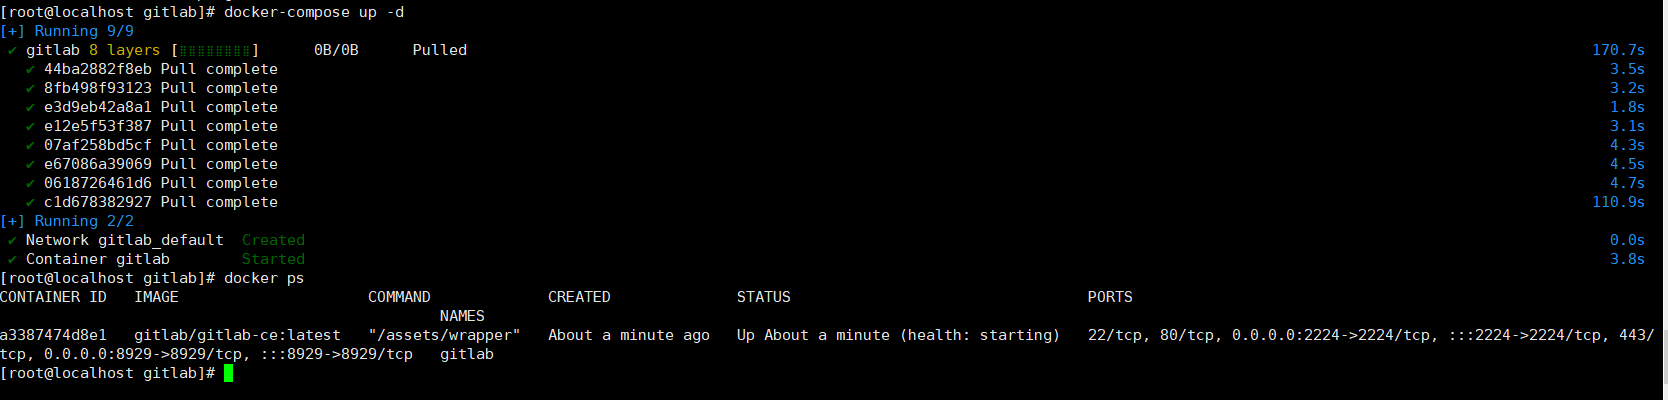 [root@localhost gitlab]# docker-compose up -d
[+] Running 9/9
✔ gitlab 8 layers [⣿⣿⣿⣿⣿⣿⣿⣿]      0B/0B      Pulled 170.7s
✔ 44ba2882f8eb Pull complete 3.5s
✔ 8fb498f93123 Pull complete 3.2s
✔ e3d9eb42a8a1 Pull complete 1.8s
✔ e12e5f53f387 Pull complete 3.1s
✔ 07af258bd5cf Pull complete 4.3s
✔ e67086a39069 Pull complete 4.5s
✔ 0618726461d6 Pull complete 4.7s
✔ c1d678382927 Pull complete 110.9s
[+] Running 2/2
✔ Network gitlab_default  Created 0.0s
✔ Container gitlab        Started 3.8s
[root@localhost gitlab]# docker ps
CONTAINER ID   IMAGE                     COMMAND             CREATED              STATUS                                 PORTS
NAMES
a3387474d8e1   gitlab/gitlab-ce:latest   "/assets/wrapper"   About a minute ago   Up About a minute (health: starting)   22/tcp, 80/tcp, 0.0.0.0:2224->2224/tcp, :::2224->2224/tcp, 443/
tcp, 0.0.0.0:8929->8929/tcp, :::8929->8929/tcp   gitlab
[root@localhost gitlab]#